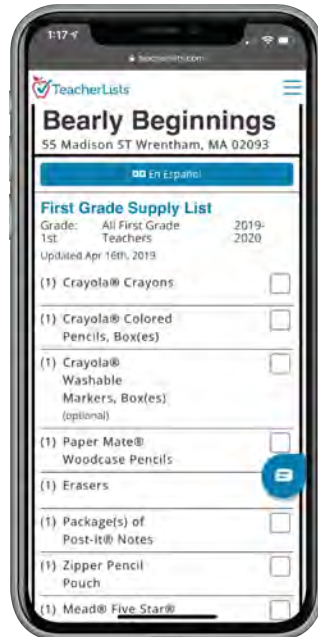 1:17
teacherlists.com
TeacherLists
Bearly Beginnings
55 Madison ST Wrentham, MA 02093
En Español
First Grade Supply List
Grade: All First Grade 2019-
1st Teachers 2020
Updated Apr 16th, 2019
(1) Crayola® Crayons
(1) Crayola® Colored
Pencils, Box(es)
(1) Crayola®
Washable
Markers, Box(es)
(optional)
(1) Paper Mate®
Woodcase Pencils
(1) Erasers
(1) Package(s) of
Post-it® Notes
(1) Zipper Pencil
Pouch
(1) Mead® Five Star®